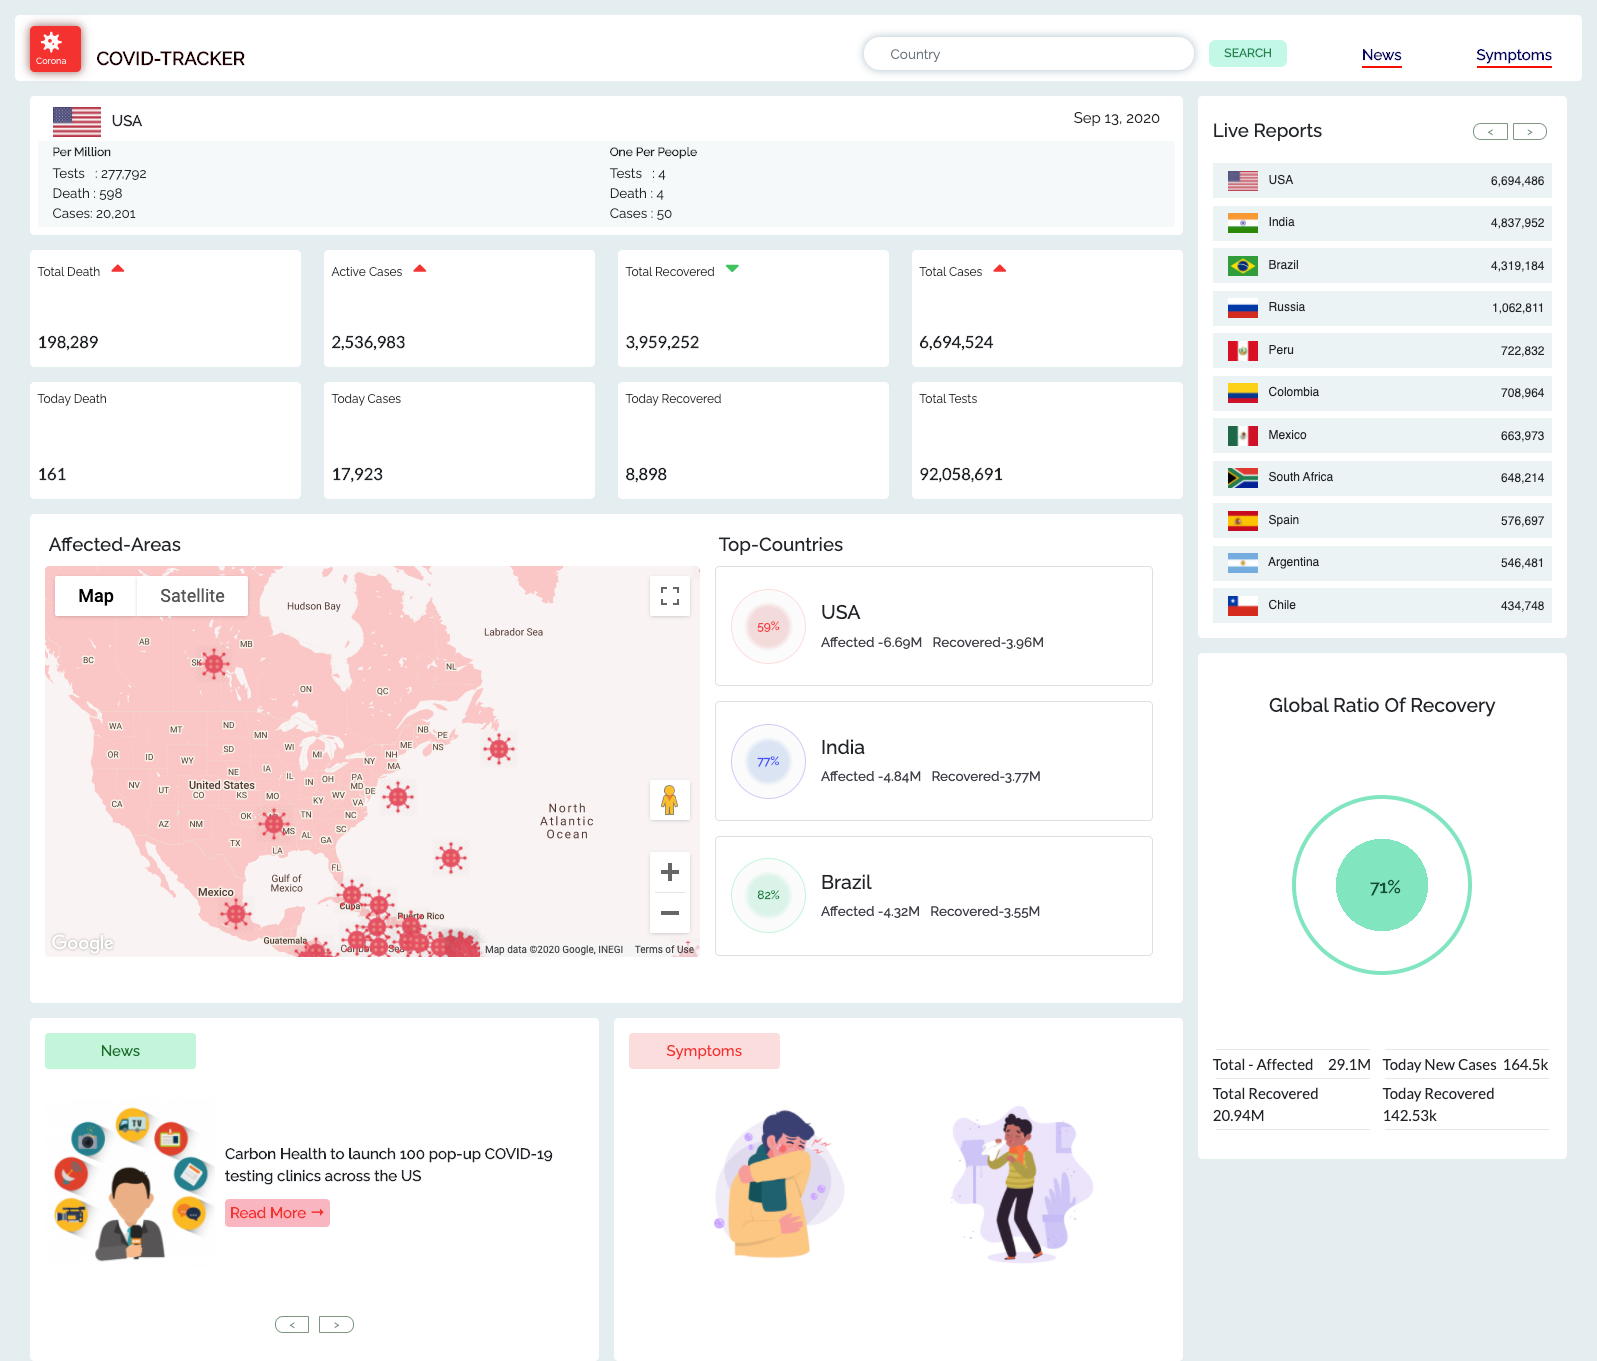 Corona
COVID-TRACKER
Country
SEARCH
News
Symptoms
USA
Sep 13, 2020
Per Million
Tests : 277,792
Death : 598
Cases: 20,201
One Per People
Tests : 4
Death : 4
Cases : 50
Total Death
198,289
Active Cases
2,536,983
Total Recovered
3,959,252
Total Cases
6,694,524
Today Death
161
Today Cases
17,923
Today Recovered
8,898
Total Tests
92,058,691
Affected-Areas
Map
Satellite
Hudson Bay
Labrador Sea
AB
MB
BC
SK
NL
ON
QC
WA
MT
ND
MN
NB
PE
OR
ID
WY
SD
WI
MI
ME
NS
NH
NY
MA
NE
IA
IL
IN
OH
PA
NV
UT
United States
CO
KS
MO
KY
WV
MD
DE
VA
CA
AZ
NM
OK
TN
NC
MS
AL
SC
GA
TX
LA
FL
North
Atlantic
Ocean
Gulf of
Mexico
Mexico
Cuba
Puerto Rico
Guatemala
Sea
Google
Map data ©2020 Google, INEGI
Terms of Use
Top-Countries
59%
USA
Affected -6.69M Recovered-3.96M
77%
India
Affected -4.84M Recovered-3.77M
82%
Brazil
Affected -4.32M Recovered-3.55M
Live Reports
<
>
USA 6,694,486
India 4,837,952
Brazil 4,319,184
Russia 1,062,811
Peru 722,832
Colombia 708,964
Mexico 663,973
South Africa 648,214
Spain 576,697
Argentina 546,481
Chile 434,748
Global Ratio Of Recovery
71%
Total - Affected 29.1M
Today New Cases 164.5k
Total Recovered
20.94M
Today Recovered
142.53k
News
TV
Carbon Health to launch 100 pop-up COVID-19
testing clinics across the US
Read More →
<
>
Symptoms